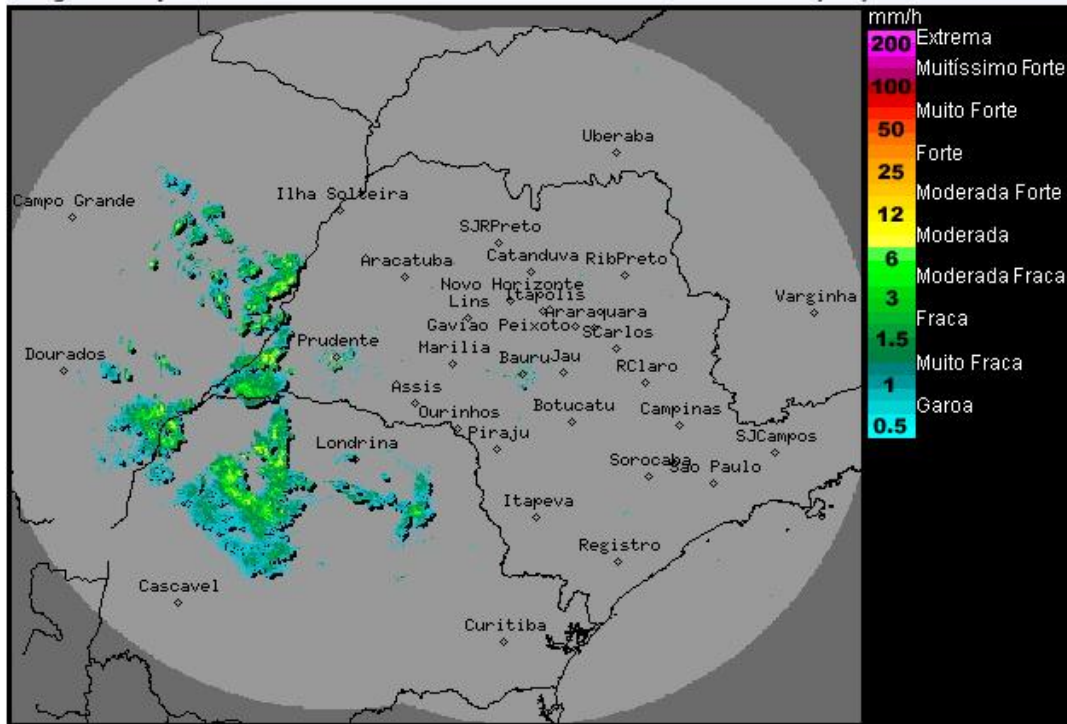 mm/h
200 Extrema
Muitíssimo Forte
100
Muito Forte
50
Forte
25
Moderada Forte
12
Moderada
6
Moderada Fraca
3
Fraca
1.5
Muito Fraca
1
Garoa
0.5
Uberaba
Campo Grande
Ilha Solteira
SJRPreto
Catanduva
RibPreto
Aracatuba
Novo Horizonte
Itapolis
Lins
Araraquara
Varginha
Gaviao Peixoto
SCarlos
Prudente
Dourados
Marilia
Bauru
Jau
RClaro
Assis
Ourinhos
Botucatu
Campinas
Piraju
Londrina
SJCampos
Sorocaba
Sao Paulo
Itapeva
Registro
Cascavel
Curitiba